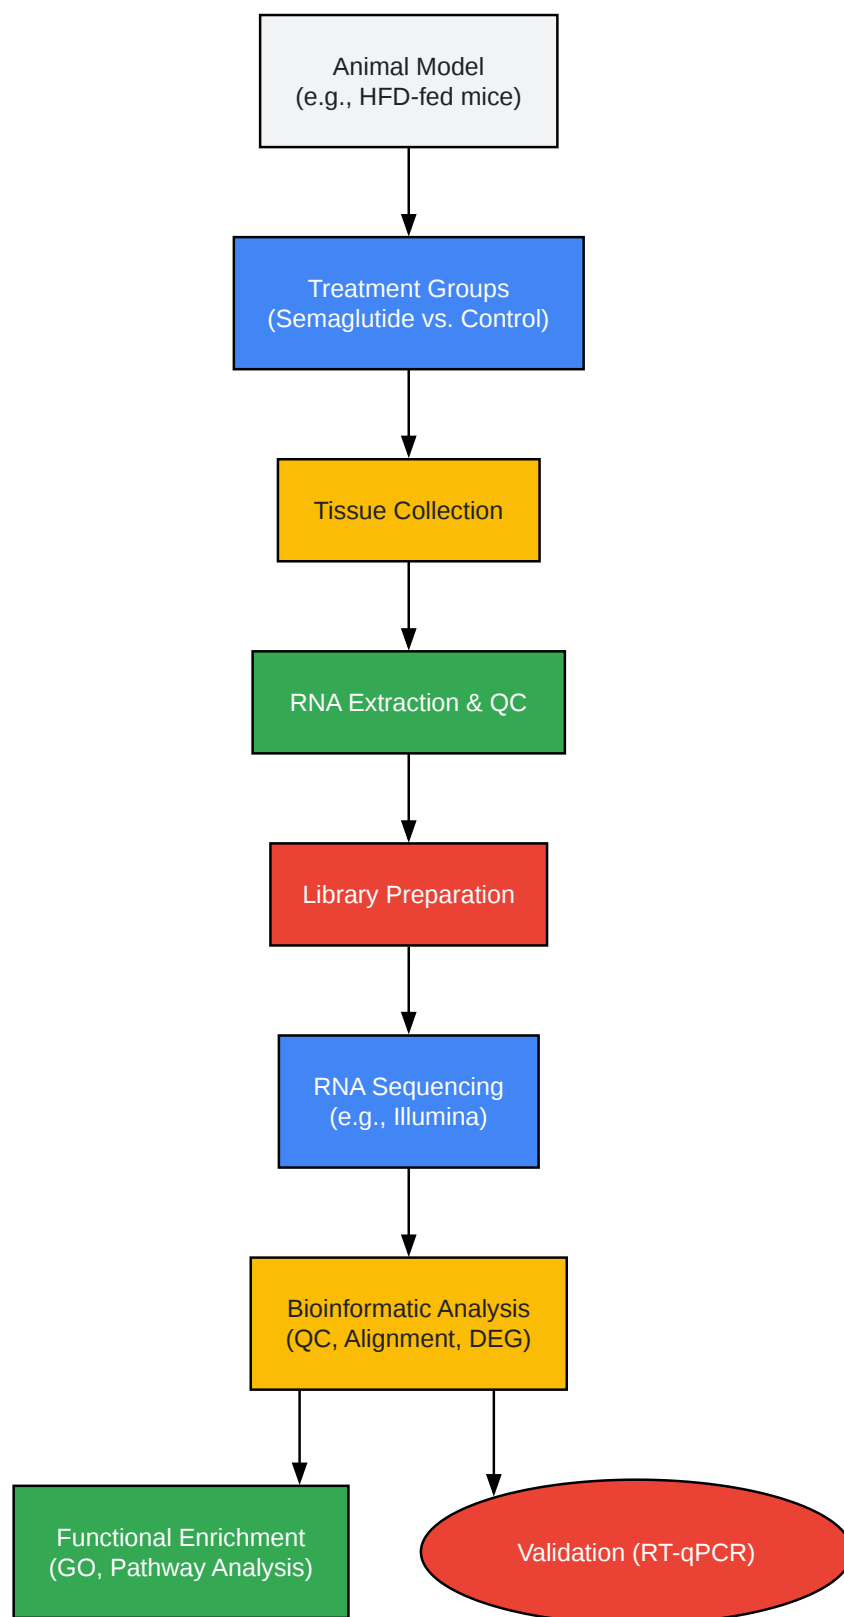 Animal Model
(e.g., HFD-fed mice)
Treatment Groups
(Semaglutide vs. Control)
Tissue Collection
RNA Extraction & QC
Library Preparation
RNA Sequencing
(e.g., Illumina)
Bioinformatic Analysis
(QC, Alignment, DEG)
Functional Enrichment
(GO, Pathway Analysis)
Validation (RT-qPCR)